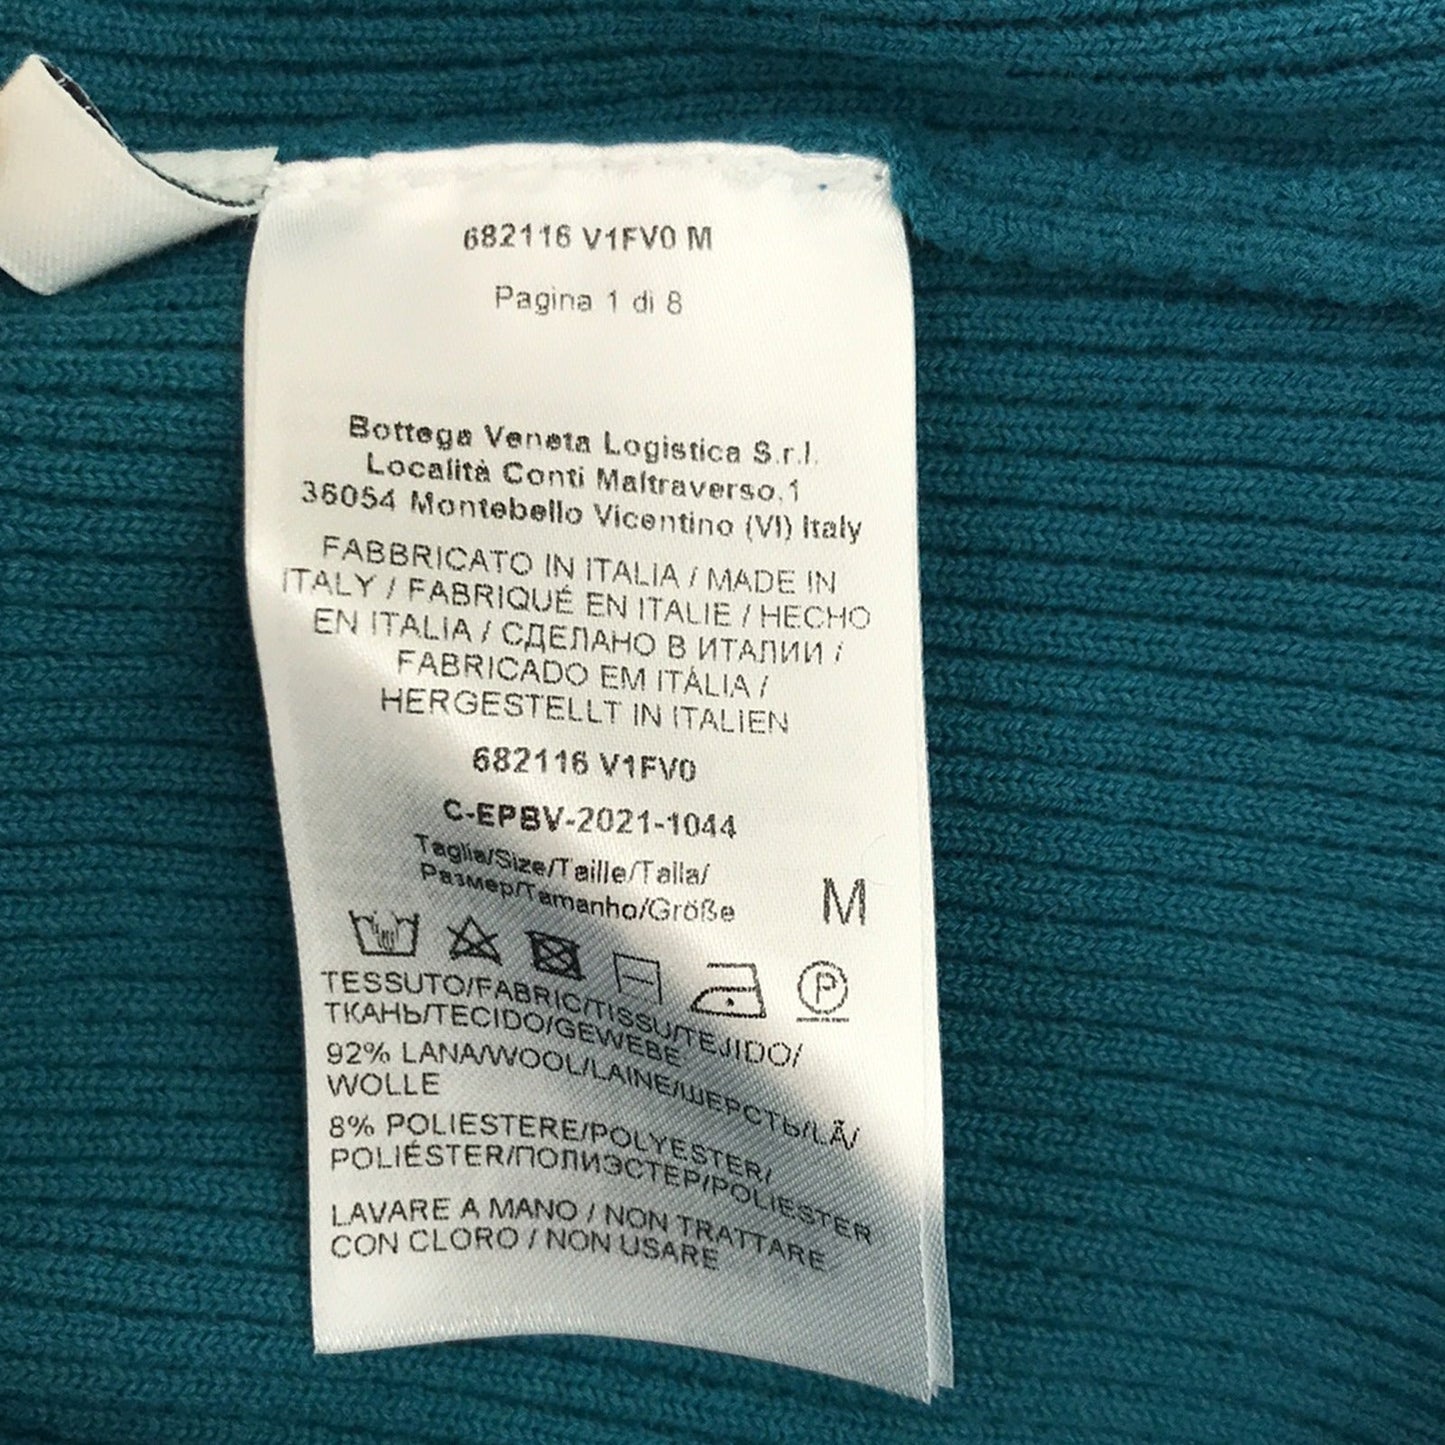 682116 V1FV0 M
Pagina 1 di 8
Bottega Veneta Logistica S.r.l.
Località Conti Maltraverso,1
36054 Montebello Vicentino (VI) Italy
FABBRICATO IN ITALIA / MADE IN
ITALY / FABRIQUÉ EN ITALIE / HECHO
EN ITALIA / СДЕЛАНО В ИТАЛИИ /
FABRICADO EM ITÁLIA /
HERGESTELLT IN ITALIEN
682116 V1FV0
C-EPBV-2021-1044
Taglia/Size/Taille/Talla/
Размер/Tamanho/Größe M
P
TESSUTO/FABRIC/TISSU/TEJIDO/
ТКАНЬ/TECIDO/GEWEBE
92% LANA/WOOL/LAINE/ШЕРСТЬ/LÃ/
WOLLE
8% POLIESTERE/POLYESTER/
POLIÉSTER/ПОЛИЭСТЕР/POLIESTER
LAVARE A MANO / NON TRATTARE
CON CLORO / NON USARE